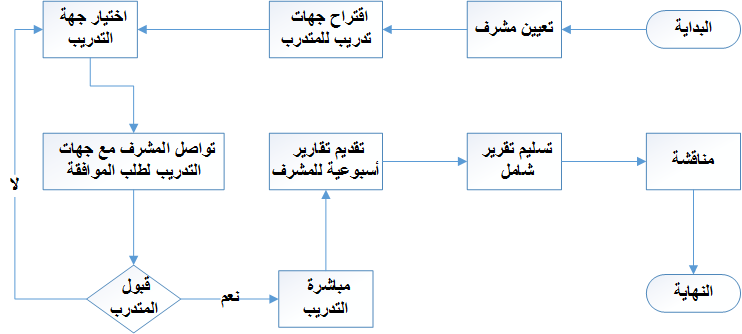 البداية
تعيين مشرف
اقتراح جهات
تدريب للمتدرب
اختيار جهة
التدريب
تواصل المشرف مع جهات
التدريب لطلب الموافقة
قبول
المتدرب
لا
نعم
مباشرة
التدريب
تقديم تقارير
أسبوعية للمشرف
تسليم تقرير
شامل
مناقشة
النهاية